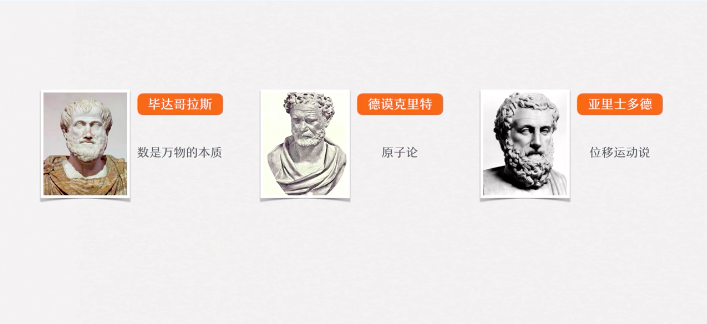 毕达哥拉斯
数是万物的本质
德谟克里特
原子论
亚里士多德
位移运动说